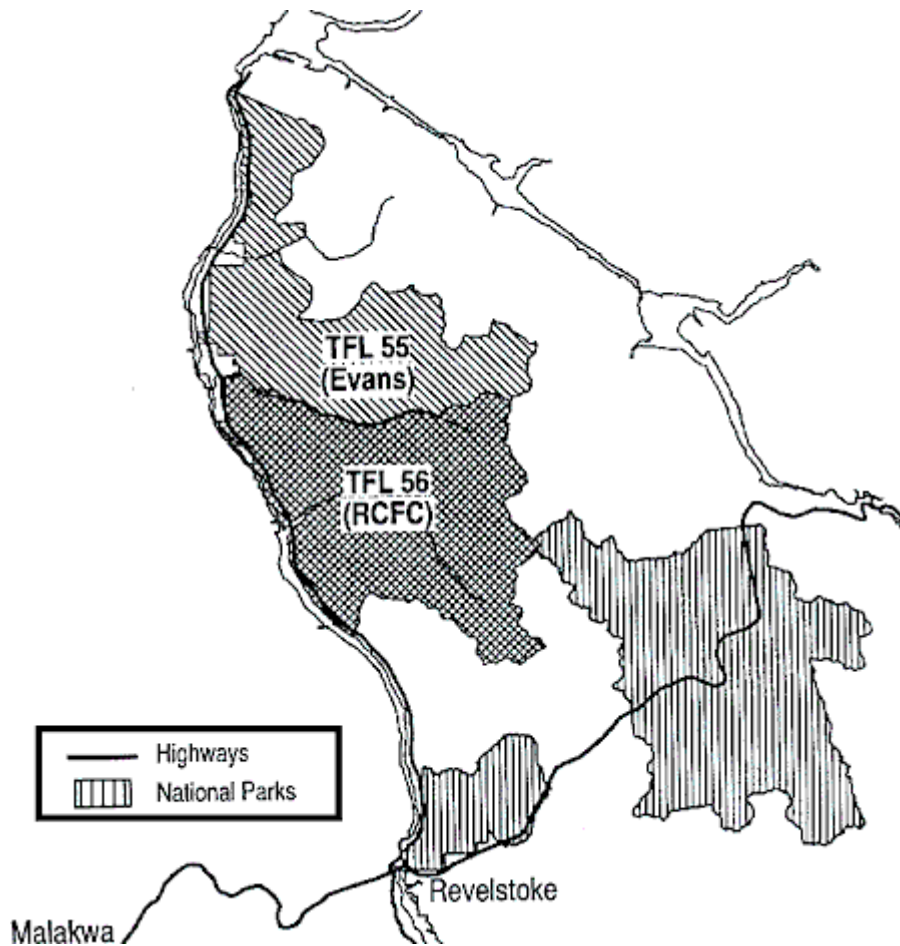 TFL 55
(Evans)
TFL 56
(RCFC)
Highways
National Parks
Revelstoke
Malakwa